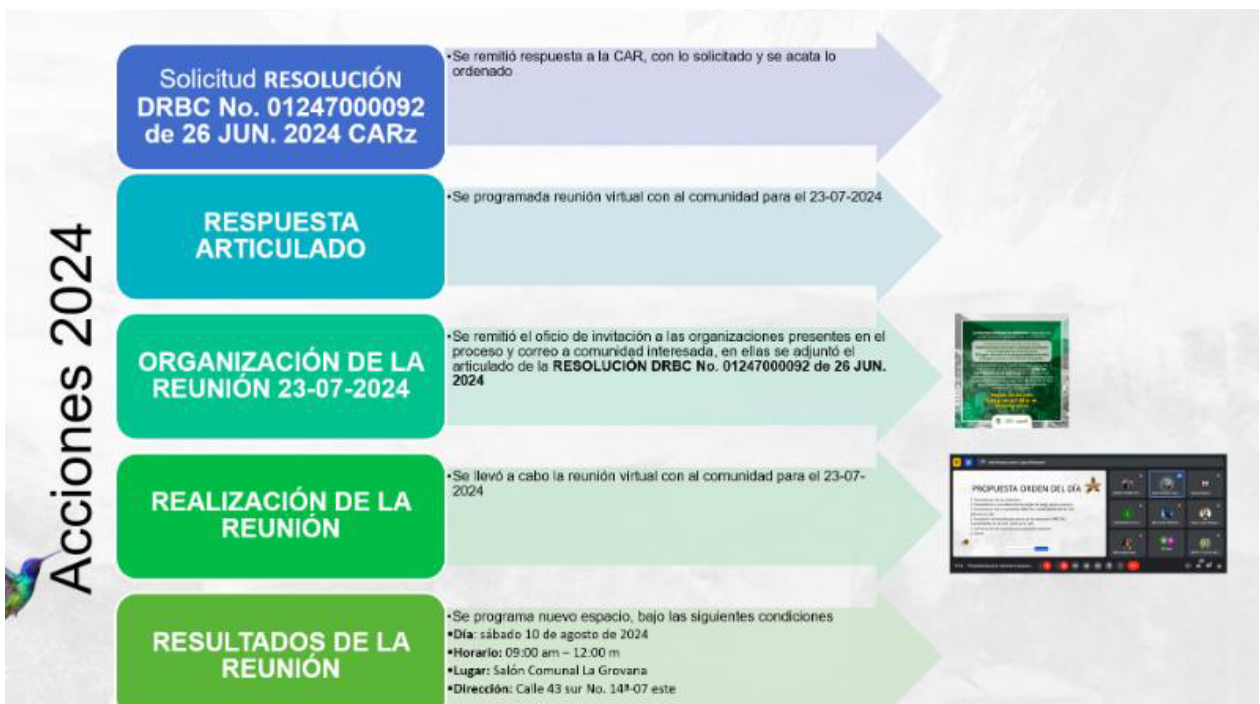 Acciones 2024
Solicitud RESOLUCIÓN
DRBC No. 01247000092
de 26 JUN. 2024 CARz
•Se remitió respuesta a la CAR, con lo solicitado y se acata lo
ordenado
RESPUESTA
ARTICULADO
•Se programada reunión virtual con al comunidad para el 23-07-2024
ORGANIZACIÓN DE LA
REUNIÓN 23-07-2024
•Se remitió el oficio de invitación a las organizaciones presentes en el
proceso y correo a comunidad interesada, en ellas se adjuntó el
articulado de la RESOLUCIÓN DRBC No. 01247000092 de 26 JUN.
2024
REALIZACIÓN DE LA
REUNIÓN
•Se llevó a cabo la reunión virtual con al comunidad para el 23-07-
2024
PROPUESTA ORDEN DEL DÍA
RESULTADOS DE LA
REUNIÓN
•Se programa nuevo espacio, bajo las siguientes condiciones
▪Día: sábado 10 de agosto de 2024
▪Horario: 09:00 am – 12:00 m
▪Lugar: Salón Comunal La Grovana
▪Dirección: Calle 43 sur No. 14ª-07 este